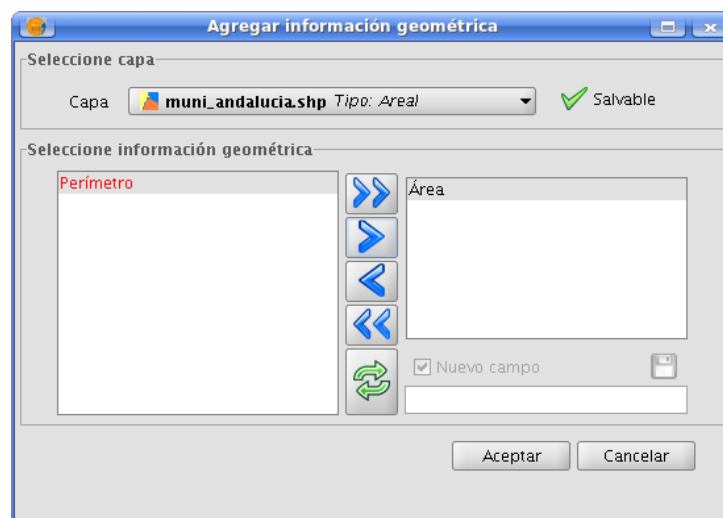 Agregar información geométrica
Seleccione capa
Capa muni_andalucia.shp Tipo: Areal Salvable
Seleccione información geométrica
Perímetro
Área
Nuevo campo
Aceptar Cancelar